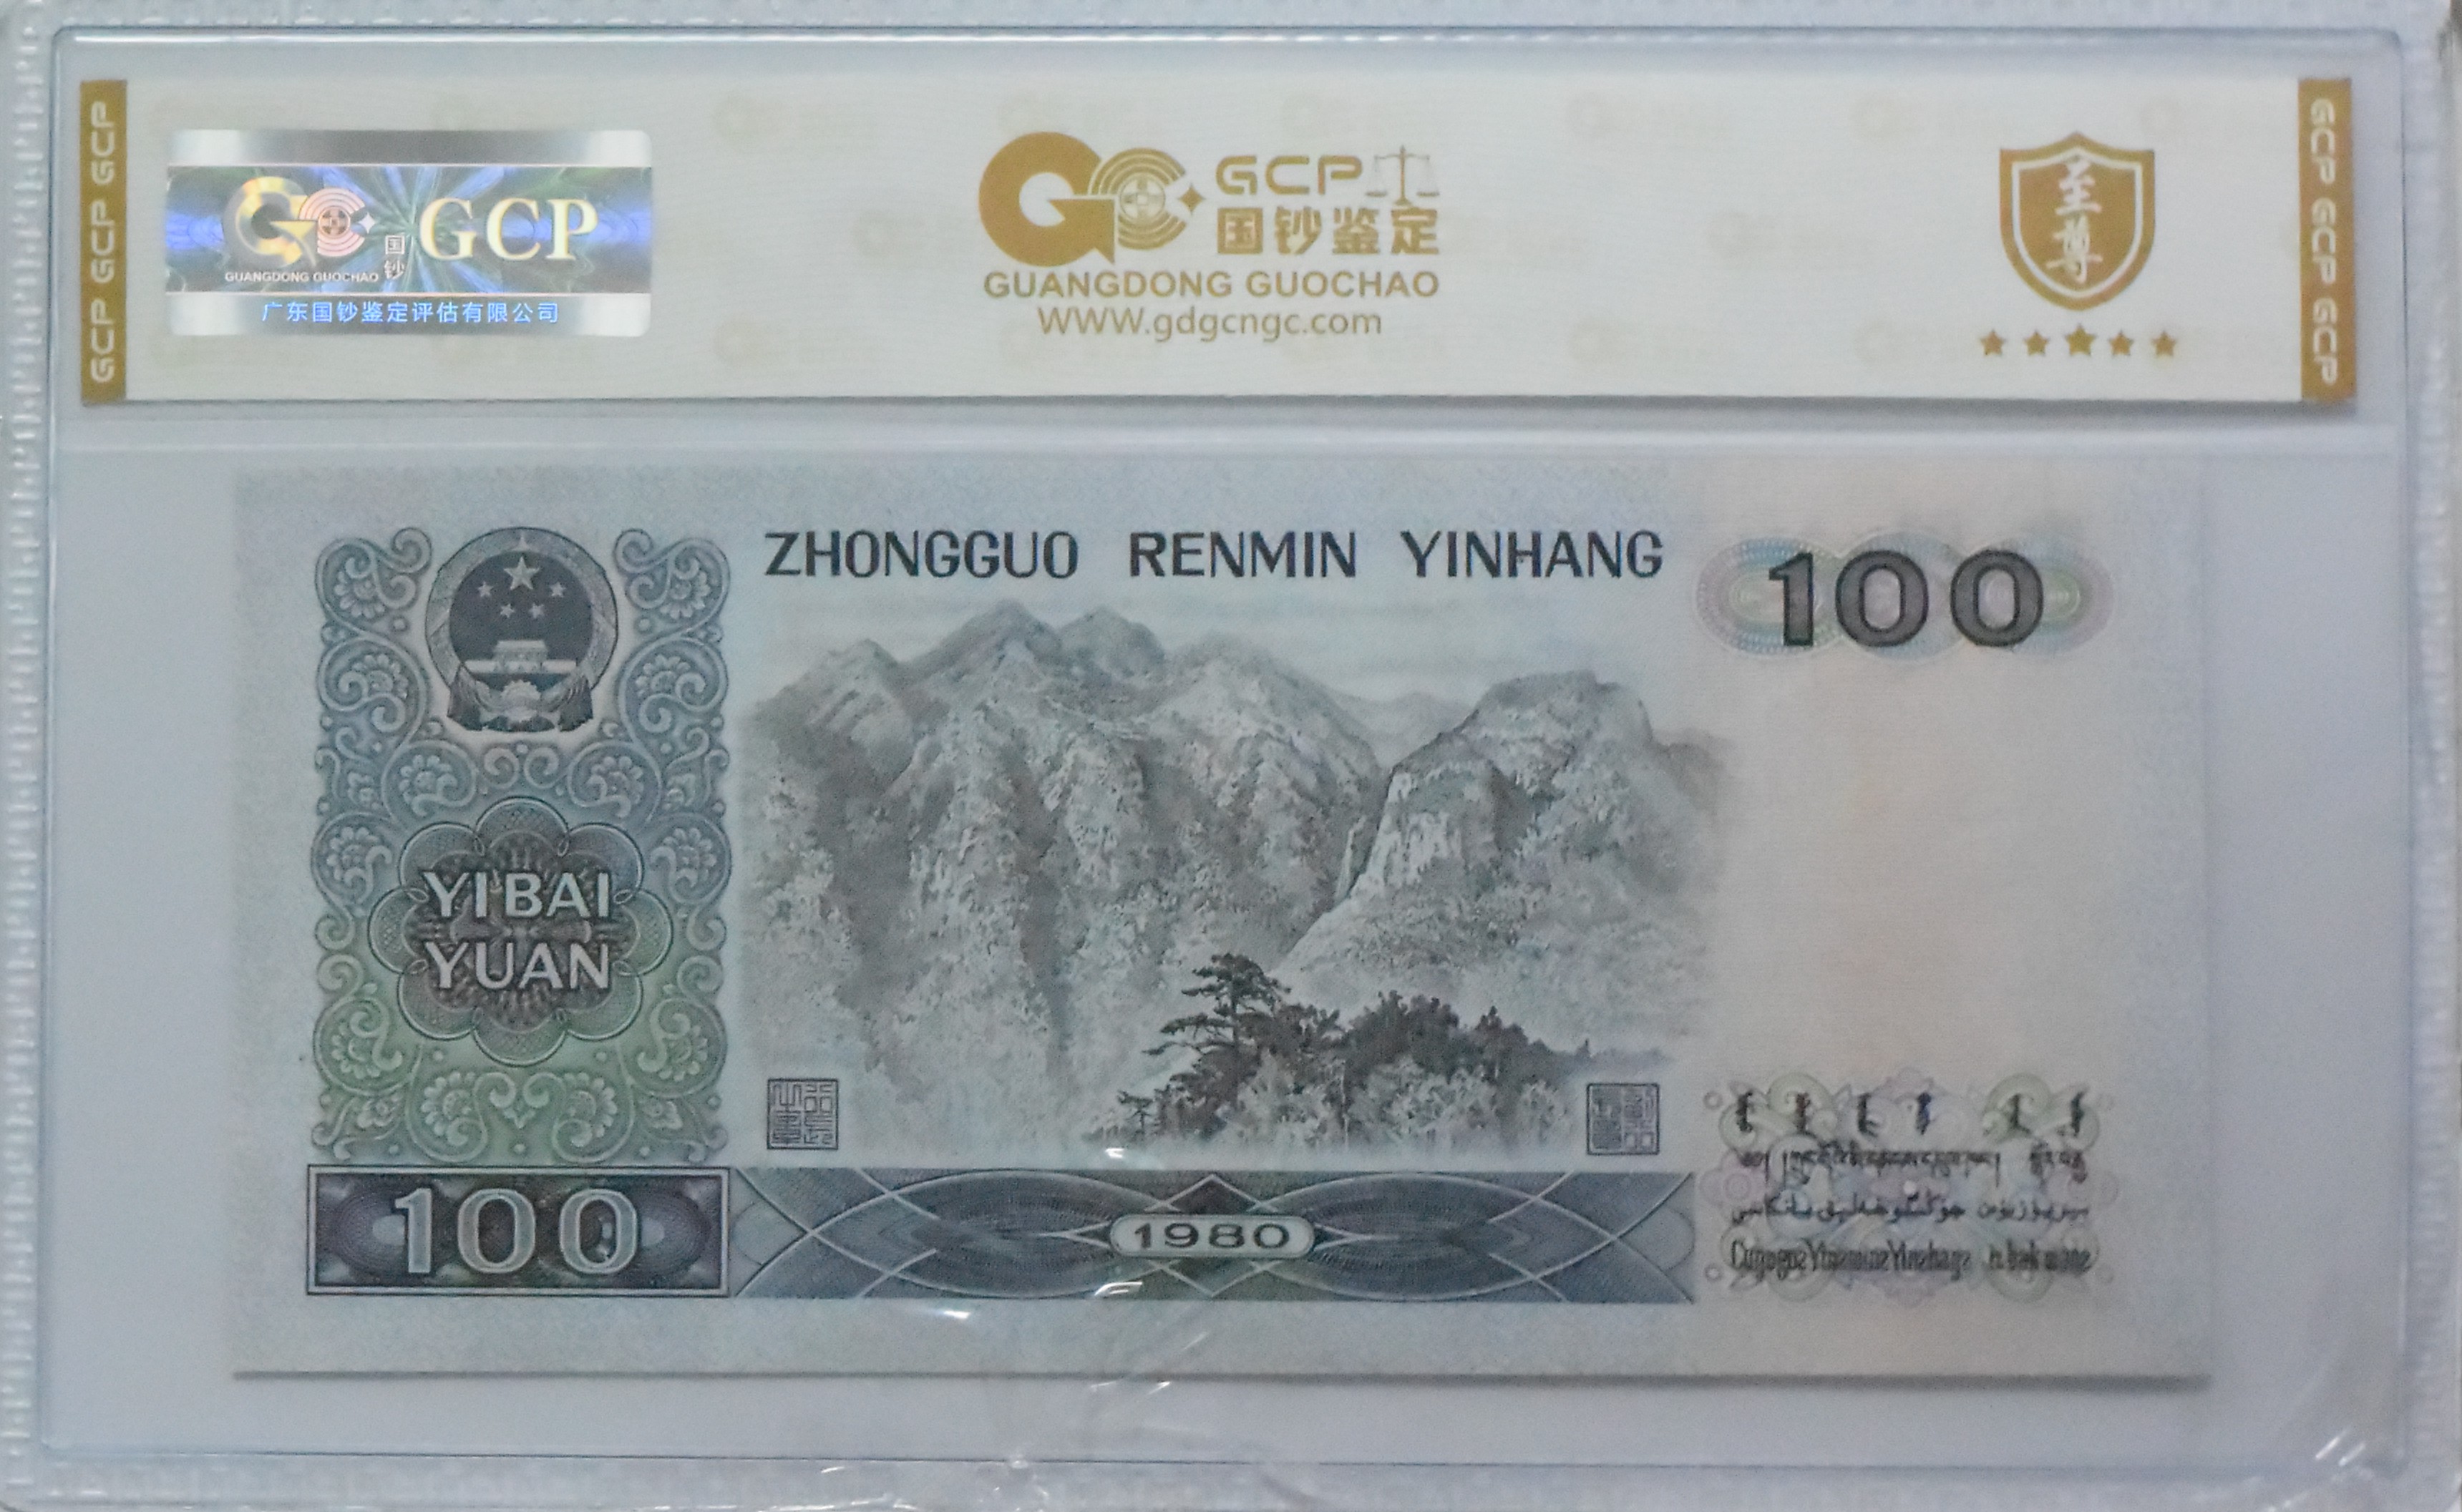 GCP GCP GCP
国钞
GCP
GUANGDONG GUOCHAO
广东国钞鉴定评估有限公司
GCP
国钞鉴定
GUANGDONG GUOCHAO
WWW.gdgcngc.com
至尊
GCP GCP GCP
ZHONGGUO RENMIN YINHANG
100
YIBAI
YUAN
100
1980